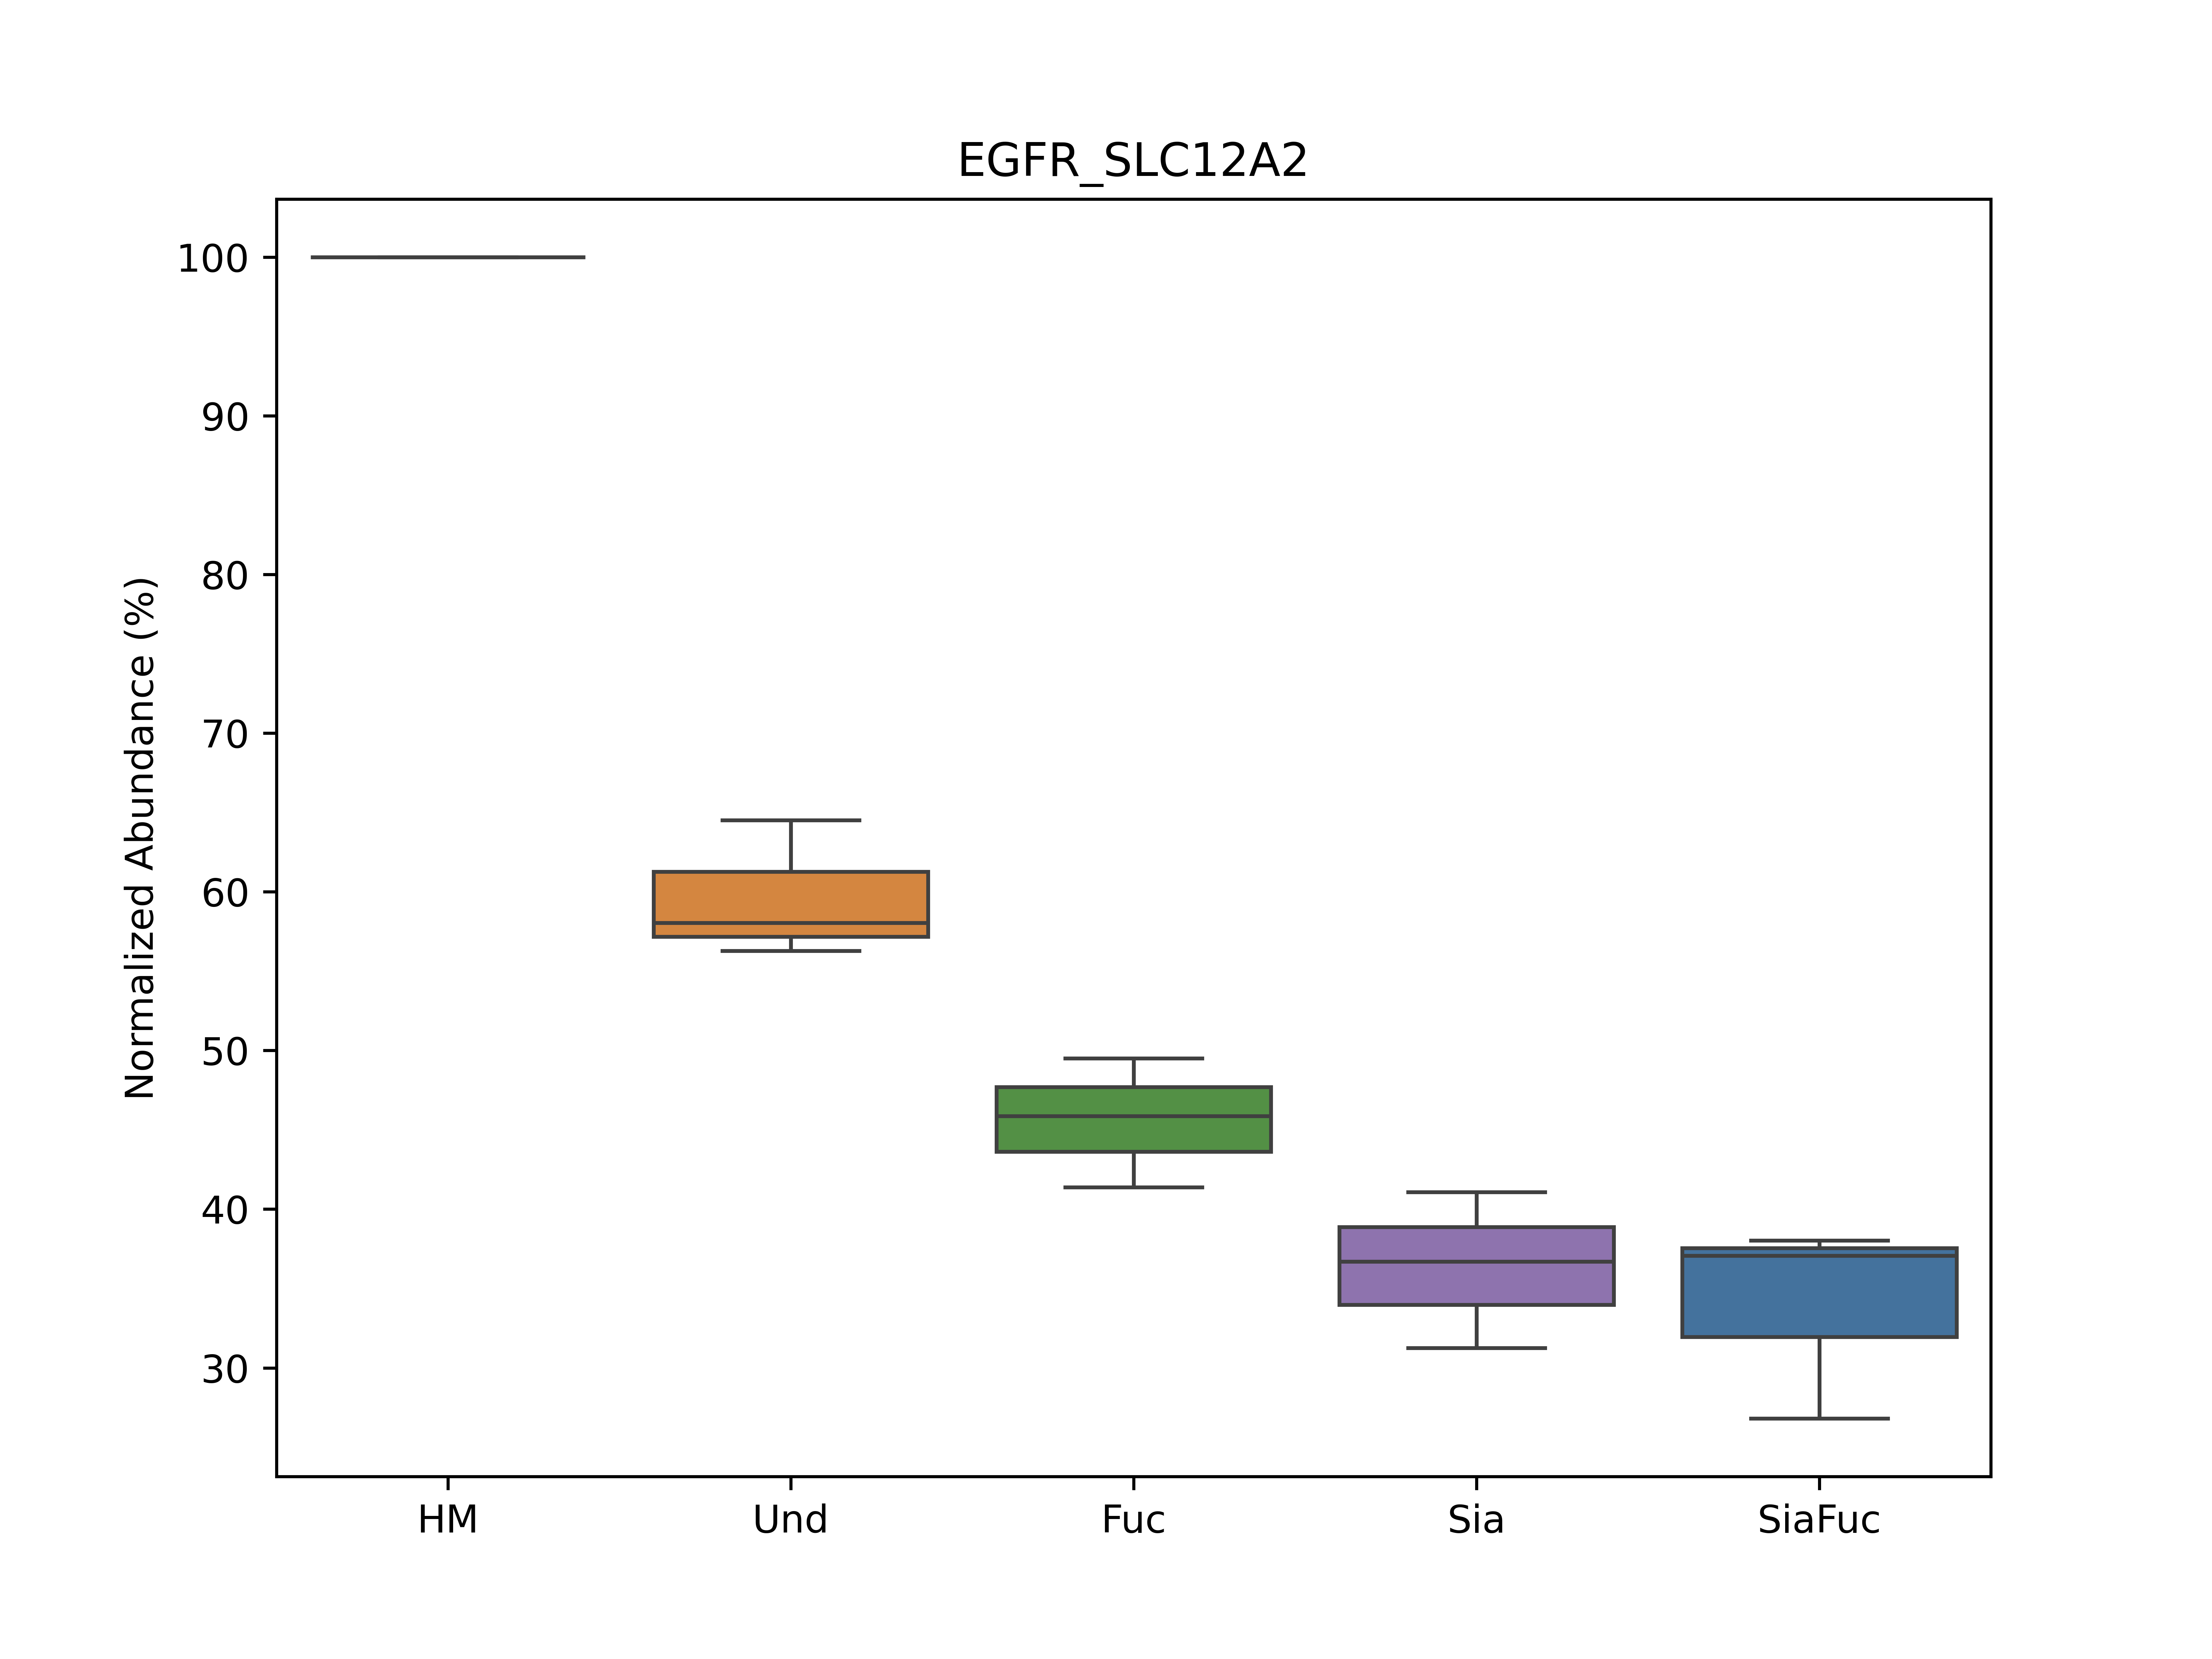 EGFR_SLC12A2
Normalized Abundance (%)
100
90
80
70
60
50
40
30
HM
Und
Fuc
Sia
SiaFuc